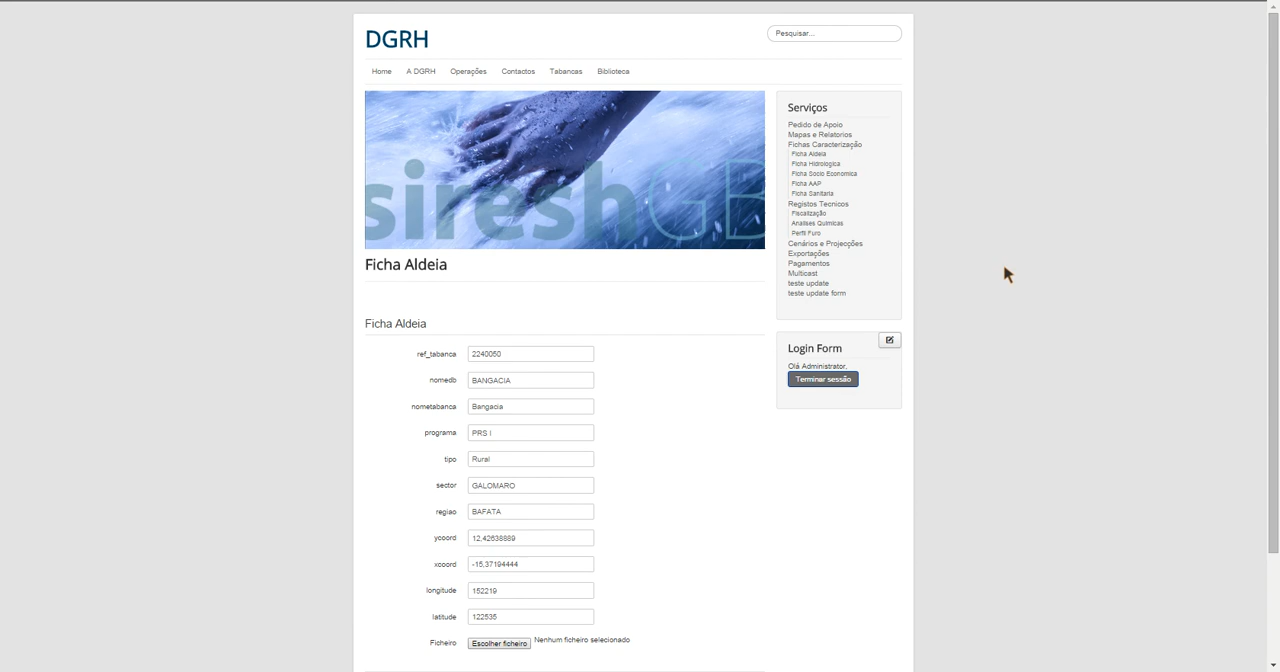 DGRH
Pesquisar...
Home A DGRH Operações Contactos Tabancas Biblioteca
sireshGB
Ficha Aldeia
Ficha Aldeia
ref_tabanca 2240050
nomedb BANGACIA
nometabanca Bangacia
programa PRS I
tipo Rural
sector GALOMARO
regiao BAFATA
ycoord 12,42638889
xcoord -15,37194444
longitude 152219
latitude 122535
Ficheiro Escolher ficheiro Nenhum ficheiro selecionado
Serviços
Pedido de Apoio
Mapas e Relatorios
Fichas Caracterização
Ficha Aldeia
Ficha Hidrologica
Ficha Socio Economica
Ficha AAP
Ficha Sanitaria
Registos Tecnicos
Fiscalização
Analises Quimicas
Perfil Furo
Cenários e Projecções
Exportações
Pagamentos
Multicast
teste update
teste update form
Login Form
Olá Administrator,
Terminar sessão